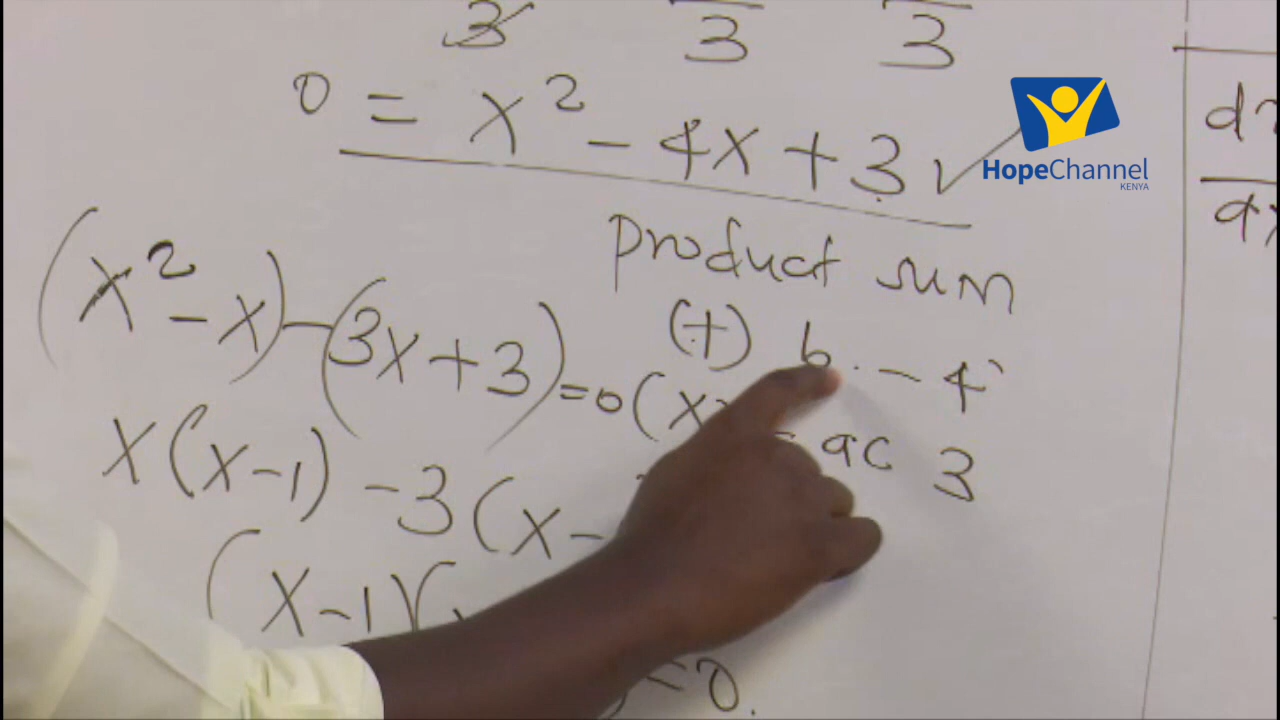 3 3 3
0 = x² - 4x + 3 ✓
Product sum
(x² - x) - (3x + 3) = 0
(+) b. - 4
(x
ac 3
x(x-1) - 3(x-
(x-1)(
= 0.
HopeChannel
KENYA